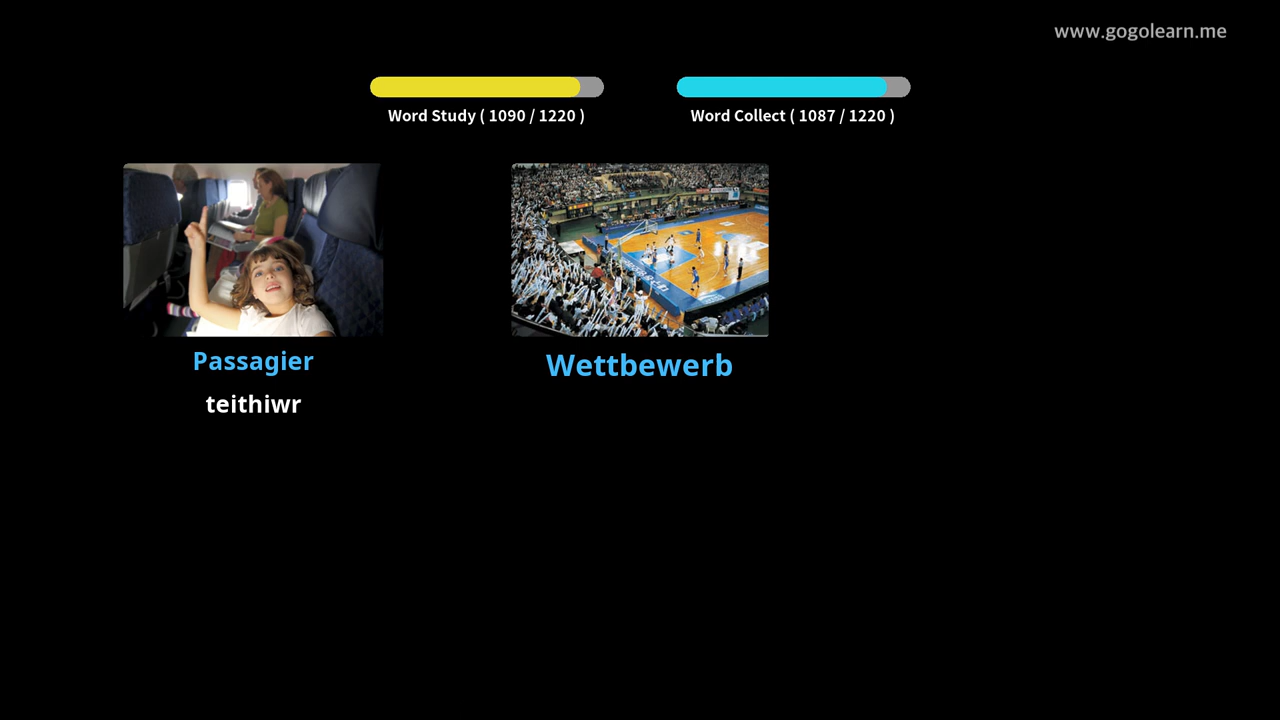 www.gogolearn.me
Word Study ( 1090 / 1220 )
Word Collect ( 1087 / 1220 )
Passagier
teithiwr
Wettbewerb